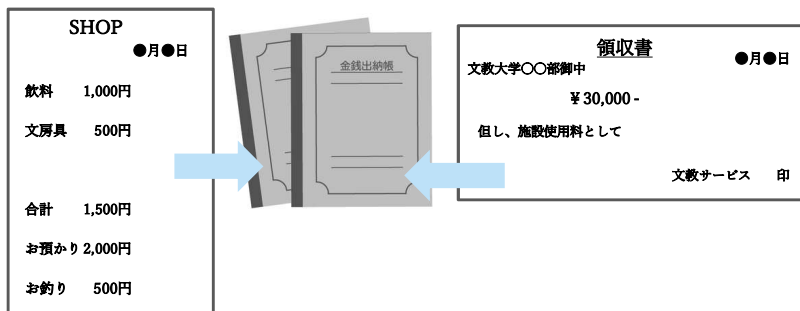 SHOP
●月●日
飲料 1,000円
文房具 500円
合計 1,500円
お預かり 2,000円
お釣り 500円
金銭出納帳
領収書
●月●日
文教大学〇〇部御中
￥30,000-
但し、施設使用料として
文教サービス 印